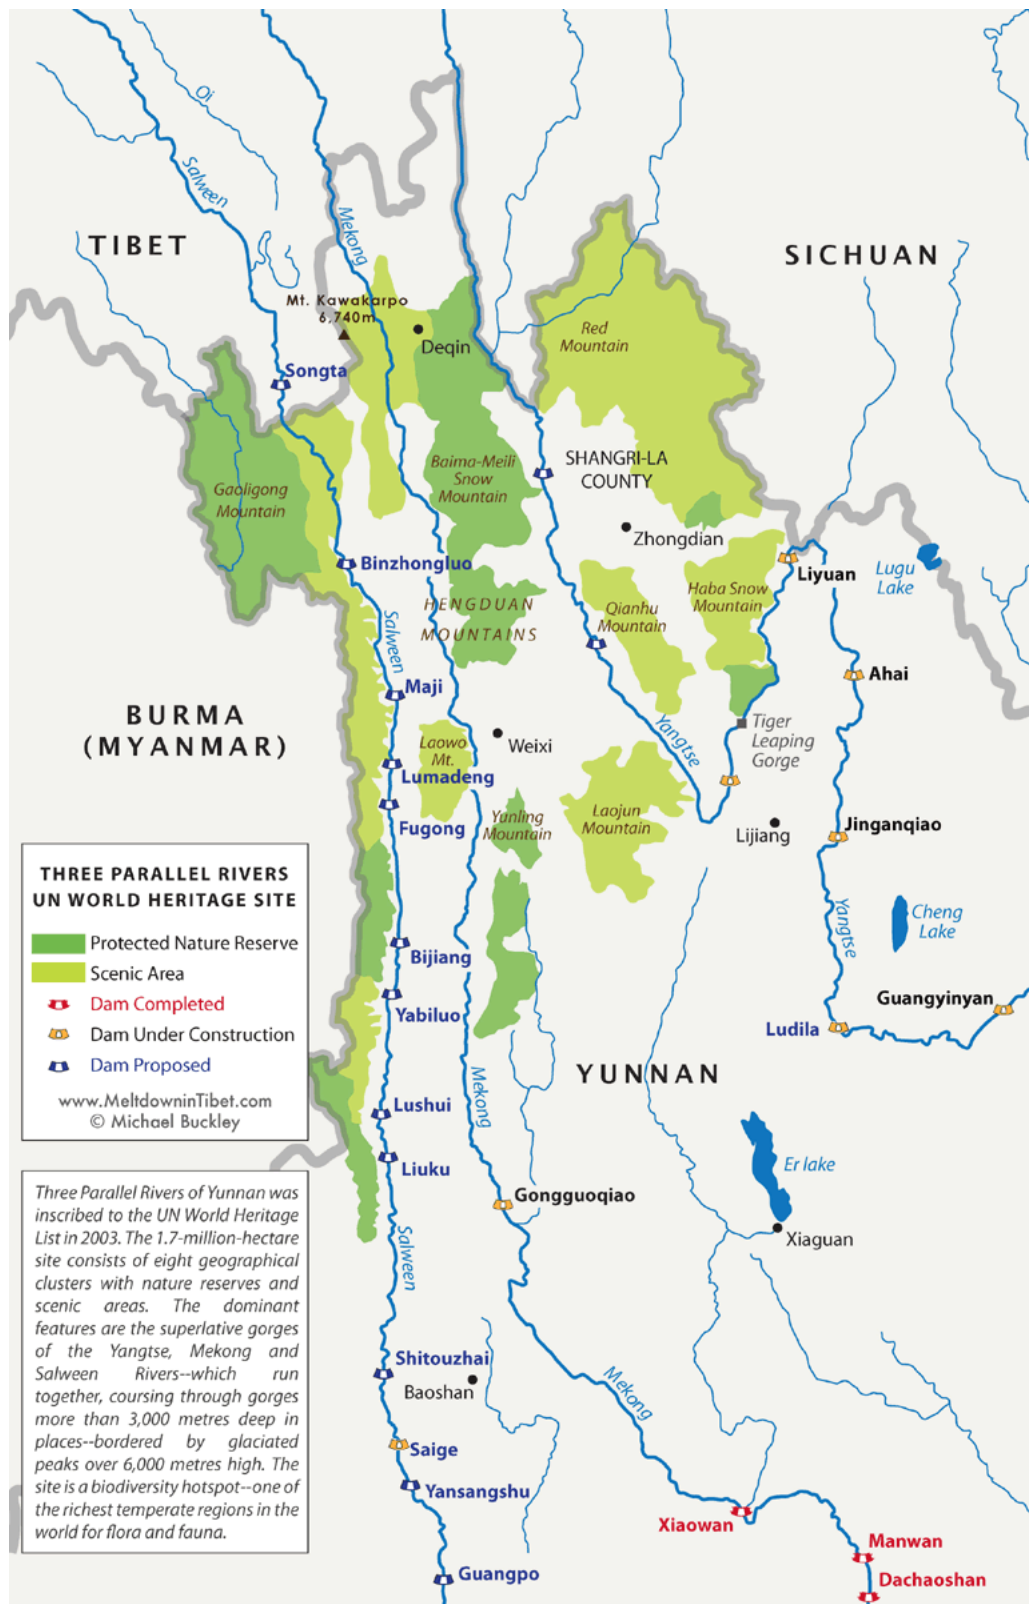 Oi
Salween
Mekong
TIBET
SICHUAN
Mt. Kawakarpo
6,740m
Deqin
Red
Mountain
Songta
Baima-Meili
Snow
Mountain
SHANGRI-LA
COUNTY
Gaoligong
Mountain
Zhongdian
Binzhongluo
Liyuan
Lugu
Lake
HENGDUAN
MOUNTAINS
Qianhu
Mountain
Haba Snow
Mountain
Salween
Maji
Ahai
BURMA
(MYANMAR)
Weixi
Yangtse
Tiger
Leaping
Gorge
Laowo
Mt.
Lumadeng
Fugong
Yunling
Mountain
Laojun
Mountain
Lijiang
Jinganqiao
THREE PARALLEL RIVERS
UN WORLD HERITAGE SITE
Protected Nature Reserve
Scenic Area
Dam Completed
Dam Under Construction
Dam Proposed
www.MeltdowninTibet.com
© Michael Buckley
Bijiang
Yabiluo
Yangtse
Cheng
Lake
Guangyinyan
Ludila
YUNNAN
Mekong
Lushui
Liuku
Er lake
Gongguoqiao
Xiaguan
Salween
Three Parallel Rivers of Yunnan was
inscribed to the UN World Heritage
List in 2003. The 1.7-million-hectare
site consists of eight geographical
clusters with nature reserves and
scenic areas. The dominant
features are the superlative gorges
of the Yangtse, Mekong and
Salween Rivers--which run
together, coursing through gorges
more than 3,000 metres deep in
places--bordered by glaciated
peaks over 6,000 metres high. The
site is a biodiversity hotspot--one of
the richest temperate regions in the
world for flora and fauna.
Shitouzhai
Baoshan
Mekong
Saige
Yansangshu
Xiaowan
Manwan
Guangpo
Dachaoshan